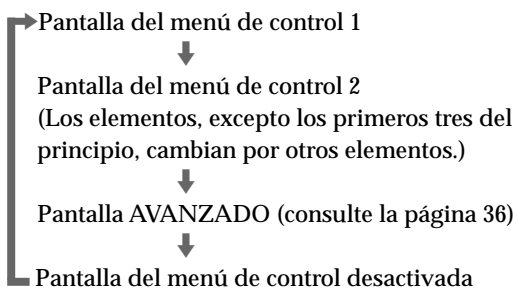 Pantalla del menú de control 1
Pantalla del menú de control 2
(Los elementos, excepto los primeros tres del
principio, cambian por otros elementos.)
Pantalla AVANZADO (consulte la página 36)
Pantalla del menú de control desactivada